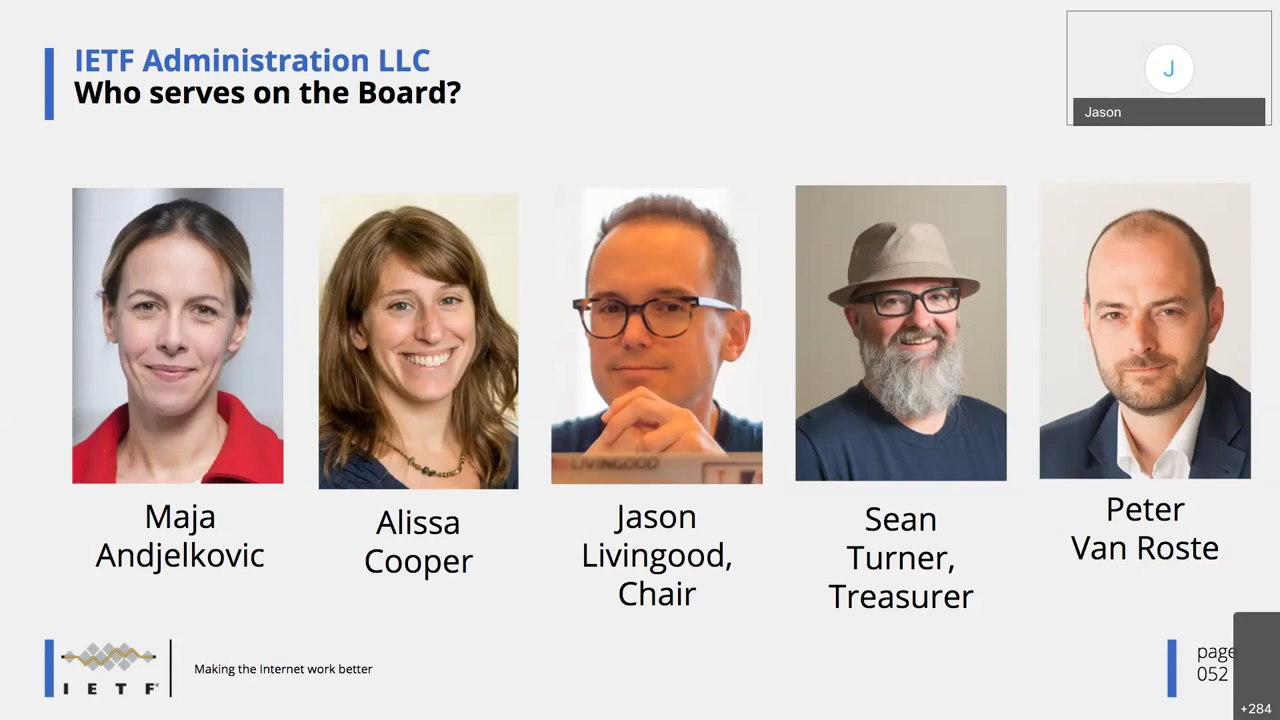 IETF Administration LLC
Who serves on the Board?
J
Jason
LIVINGOOD
Maja
Andjelkovic
Alissa
Cooper
Jason
Livingood,
Chair
Sean
Turner,
Treasurer
Peter
Van Roste
I E T F®
Making the Internet work better
page
052
+284